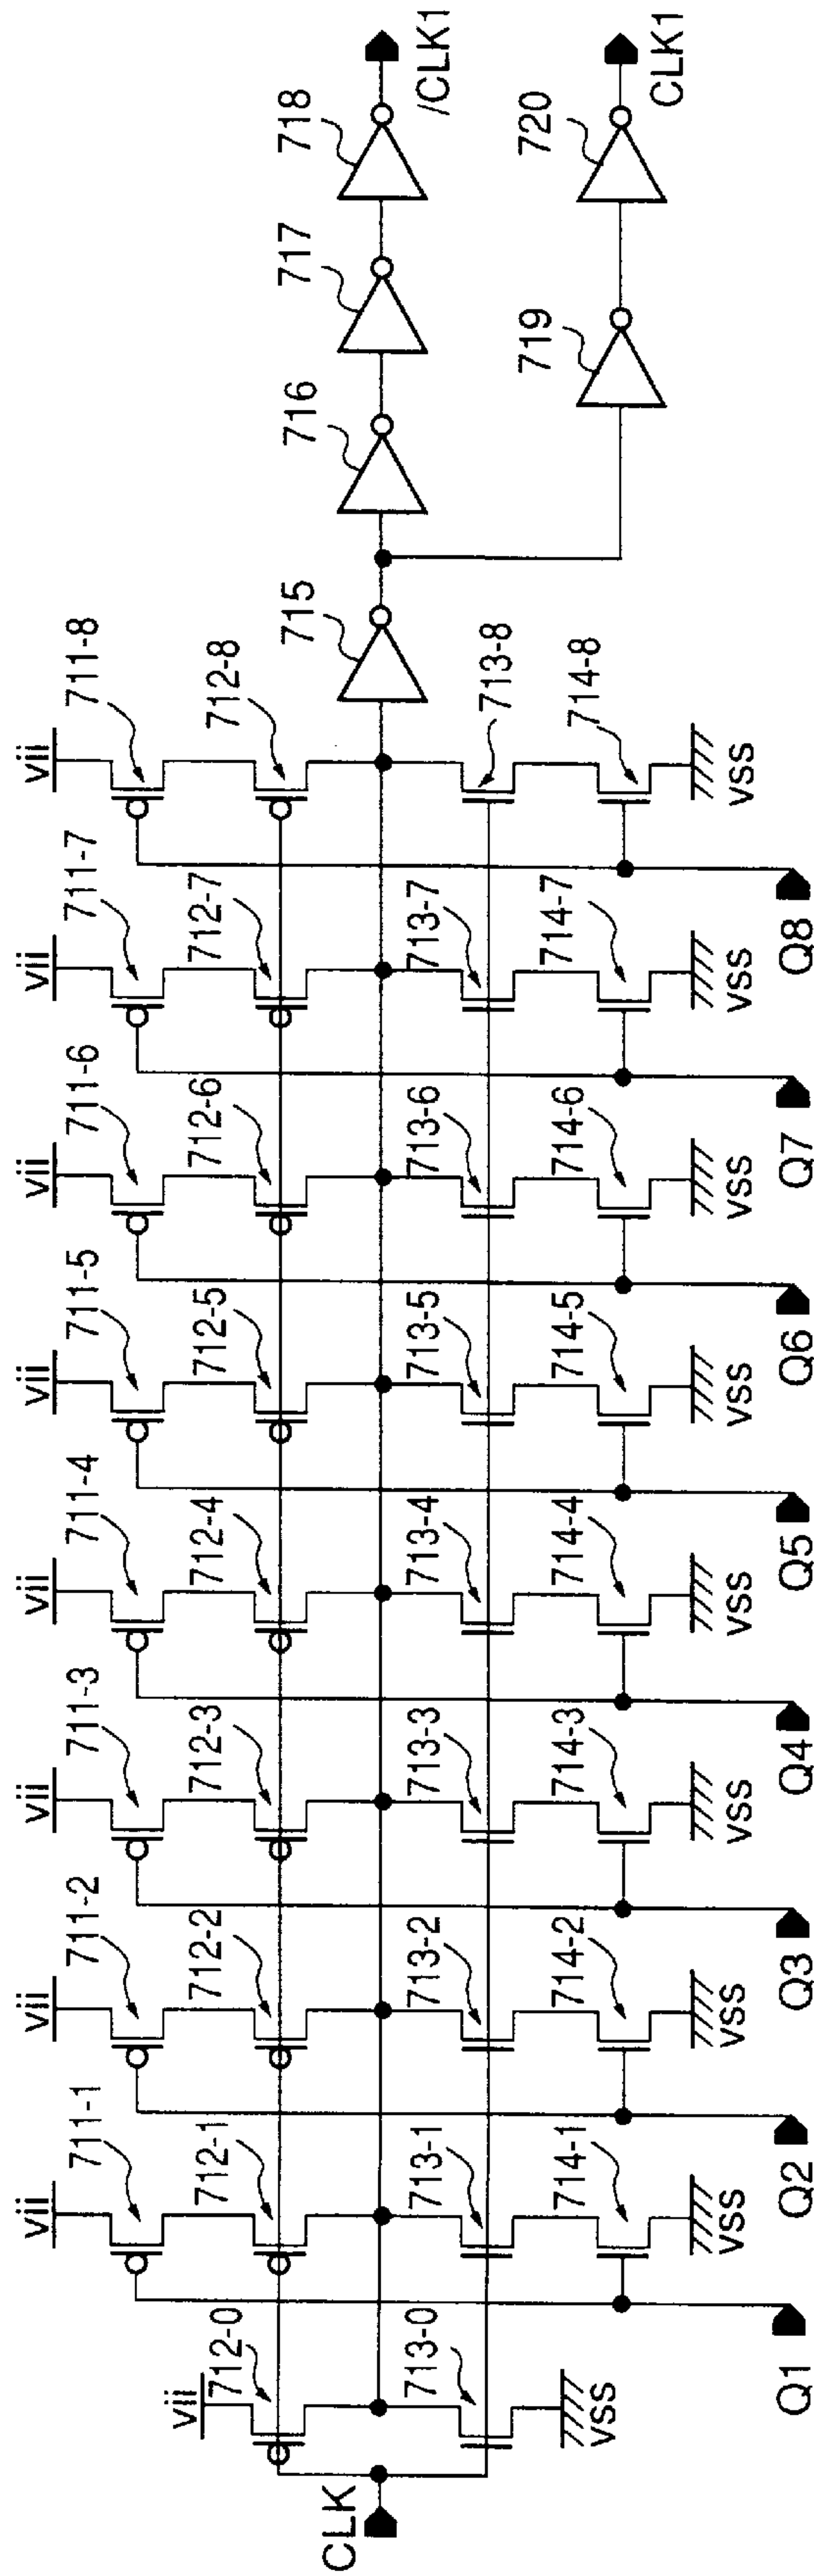 vii
vii
vii
vii
vii
vii
vii
vii
711-1
711-2
711-3
711-4
711-5
711-6
711-7
711-8
vii
712-0
712-1
712-2
712-3
712-4
712-5
712-6
712-7
712-8
715
716
717
718
/CLK1
CLK
713-0
713-1
713-2
713-3
713-4
713-5
713-6
713-7
713-8
719
720
CLK1
714-1
714-2
714-3
714-4
714-5
714-6
714-7
714-8
VSS
VSS
VSS
VSS
VSS
VSS
VSS
VSS
VSS
Q1
Q2
Q3
Q4
Q5
Q6
Q7
Q8